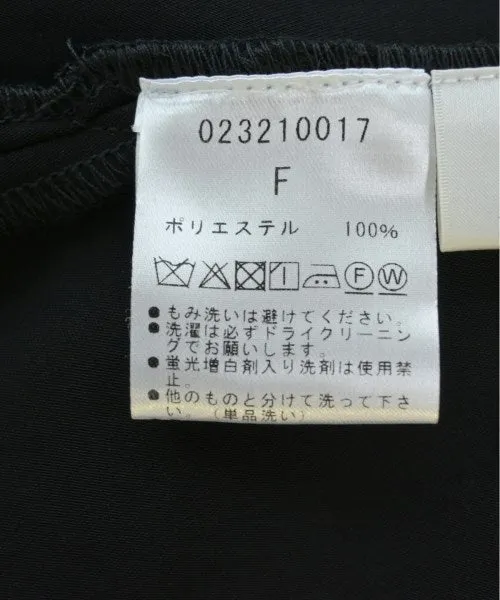 023210017
F
ポリエステル 100%
F W
●もみ洗いは避けてください。
●洗濯は必ずドライクリーニン
グでお願いします。
●蛍光増白剤入り洗剤は使用禁
止。
●他のものと分けて洗って下さ
い。（単品洗い）